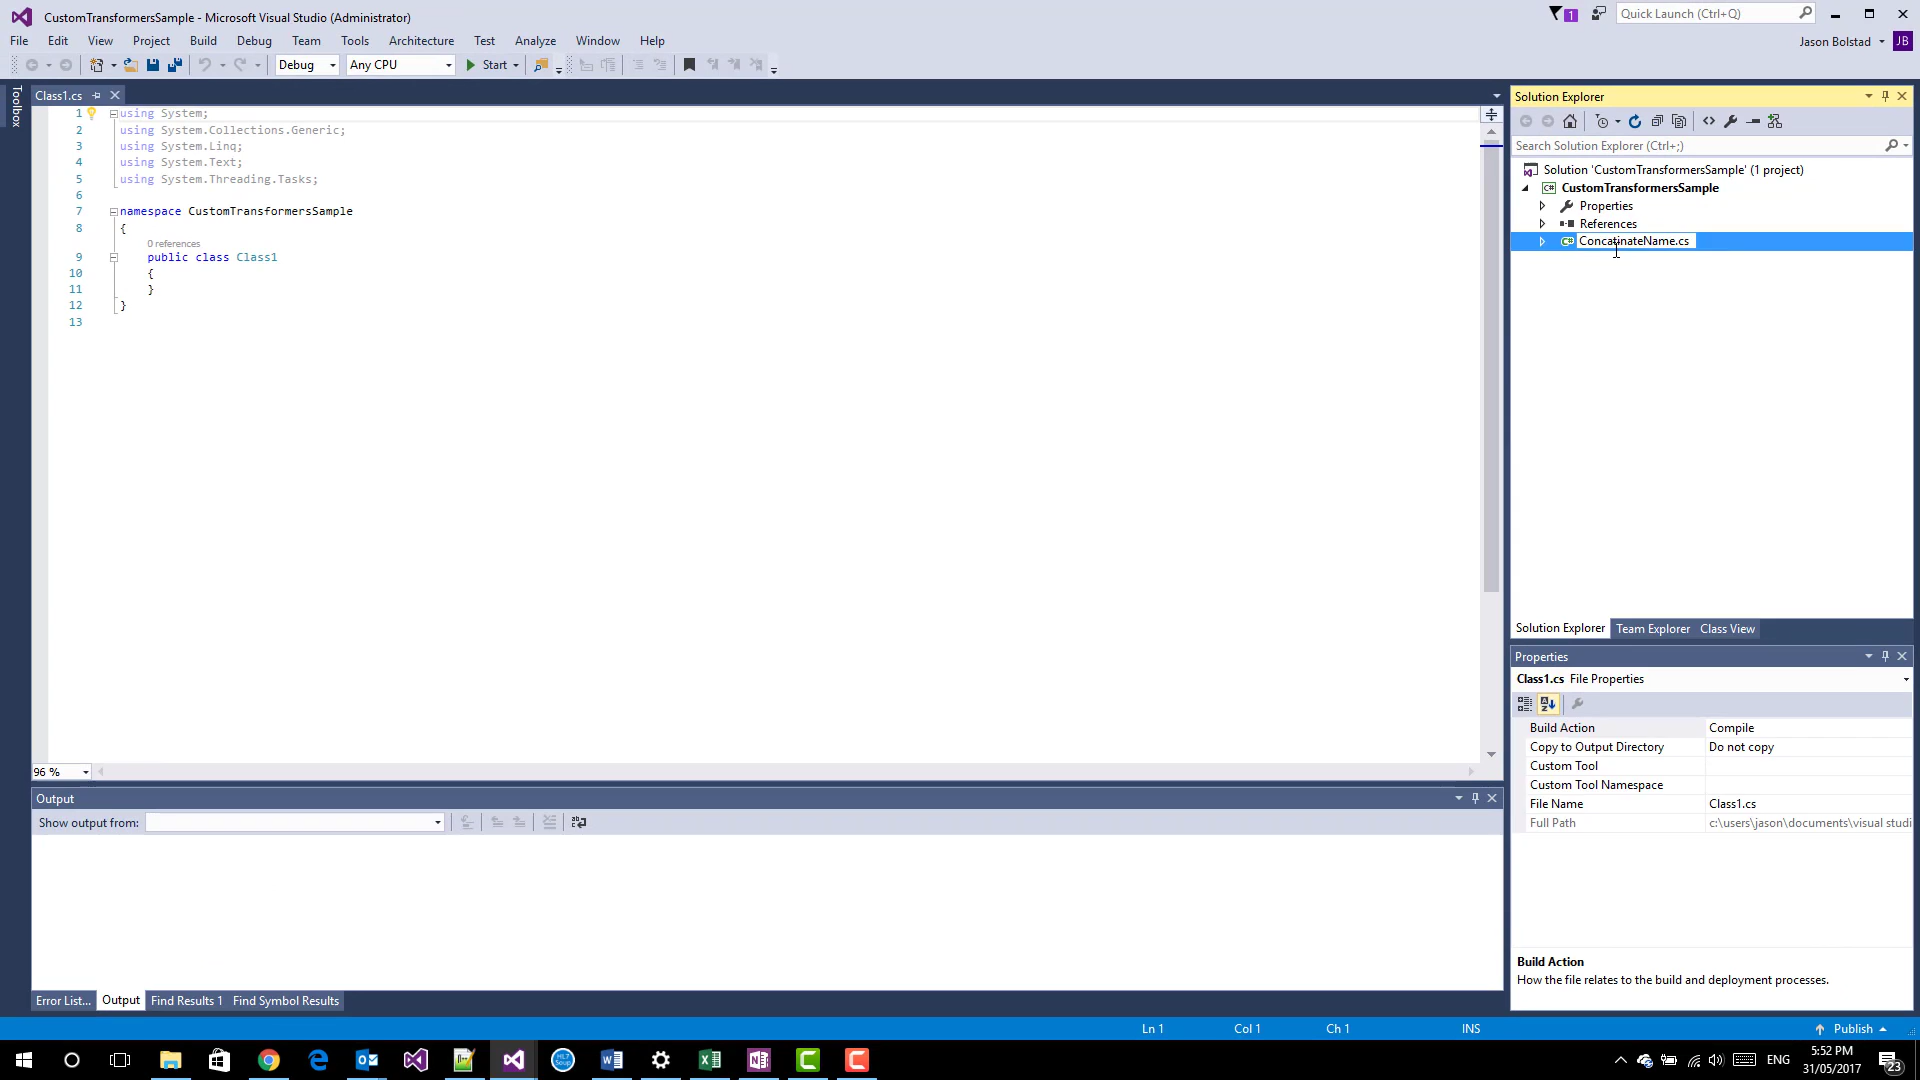 CustomTransformersSample - Microsoft Visual Studio (Administrator)
1
Quick Launch (Ctrl+Q)
File Edit View Project Build Debug Team Tools Architecture Test Analyze Window Help
Jason Bolstad JB
Debug Any CPU Start
Toolbox
Class1.cs
1 using System;
2 using System.Collections.Generic;
3 using System.Linq;
4 using System.Text;
5 using System.Threading.Tasks;
6
7 namespace CustomTransformersSample
8 {
0 references
9 public class Class1
10 {
11 }
12 }
13
96 %
Solution Explorer
Search Solution Explorer (Ctrl+;)
Solution 'CustomTransformersSample' (1 project)
C# CustomTransformersSample
Properties
References
C# ConcatinateName.cs
Solution Explorer Team Explorer Class View
Properties
Class1.cs File Properties
Build Action Compile
Copy to Output Directory Do not copy
Custom Tool
Custom Tool Namespace
File Name Class1.cs
Full Path c:\users\jason\documents\visual studi
Build Action
How the file relates to the build and deployment processes.
Output
Show output from:
Error List... Output Find Results 1 Find Symbol Results
Ln 1 Col 1 Ch 1 INS Publish
ENG
5:52 PM
31/05/2017
23